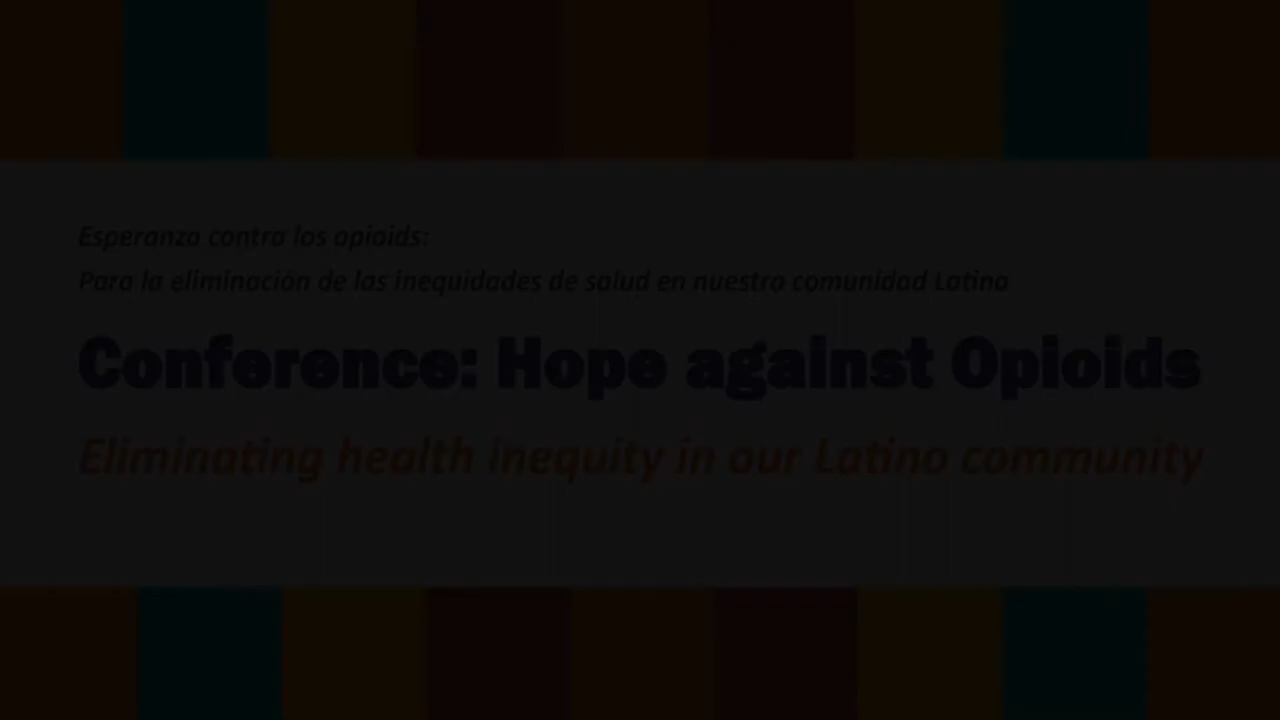 Esperanza contra los opioids:
Para la eliminación de las inequidades de salud en nuestra comunidad Latina
Conference: Hope against Opioids
Eliminating health inequity in our Latino community